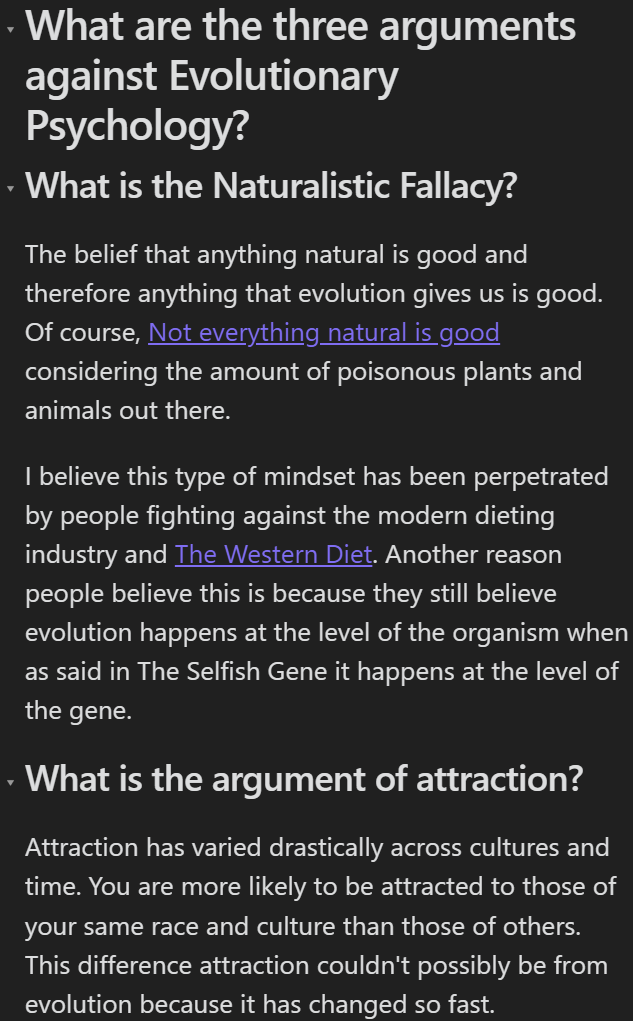 What are the three arguments
against Evolutionary
Psychology?
What is the Naturalistic Fallacy?
The belief that anything natural is good and
therefore anything that evolution gives us is good.
Of course, Not everything natural is good
considering the amount of poisonous plants and
animals out there.
I believe this type of mindset has been perpetrated
by people fighting against the modern dieting
industry and The Western Diet. Another reason
people believe this is because they still believe
evolution happens at the level of the organism when
as said in The Selfish Gene it happens at the level of
the gene.
What is the argument of attraction?
Attraction has varied drastically across cultures and
time. You are more likely to be attracted to those of
your same race and culture than those of others.
This difference attraction couldn't possibly be from
evolution because it has changed so fast.